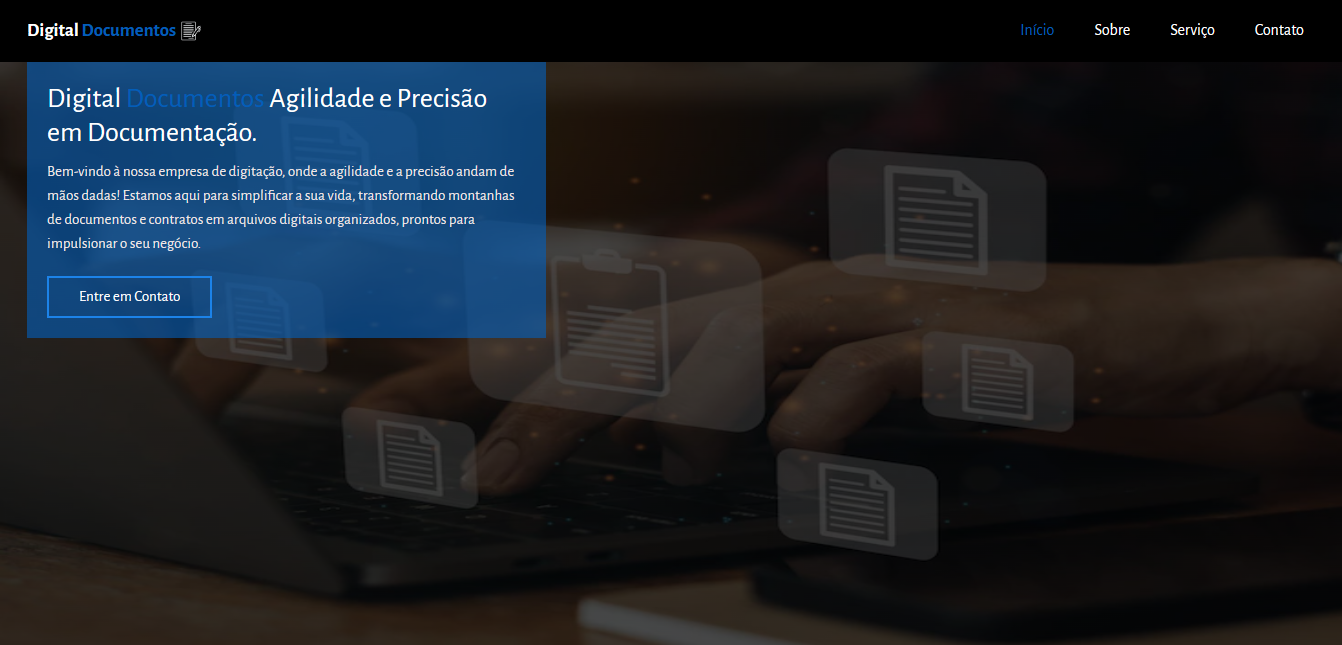 Digital Documentos
Início
Sobre
Serviço
Contato
Digital Documentos Agilidade e Precisão
em Documentação.
Bem-vindo à nossa empresa de digitação, onde a agilidade e a precisão andam de
mãos dadas! Estamos aqui para simplificar a sua vida, transformando montanhas
de documentos e contratos em arquivos digitais organizados, prontos para
impulsionar o seu negócio.
Entre em Contato